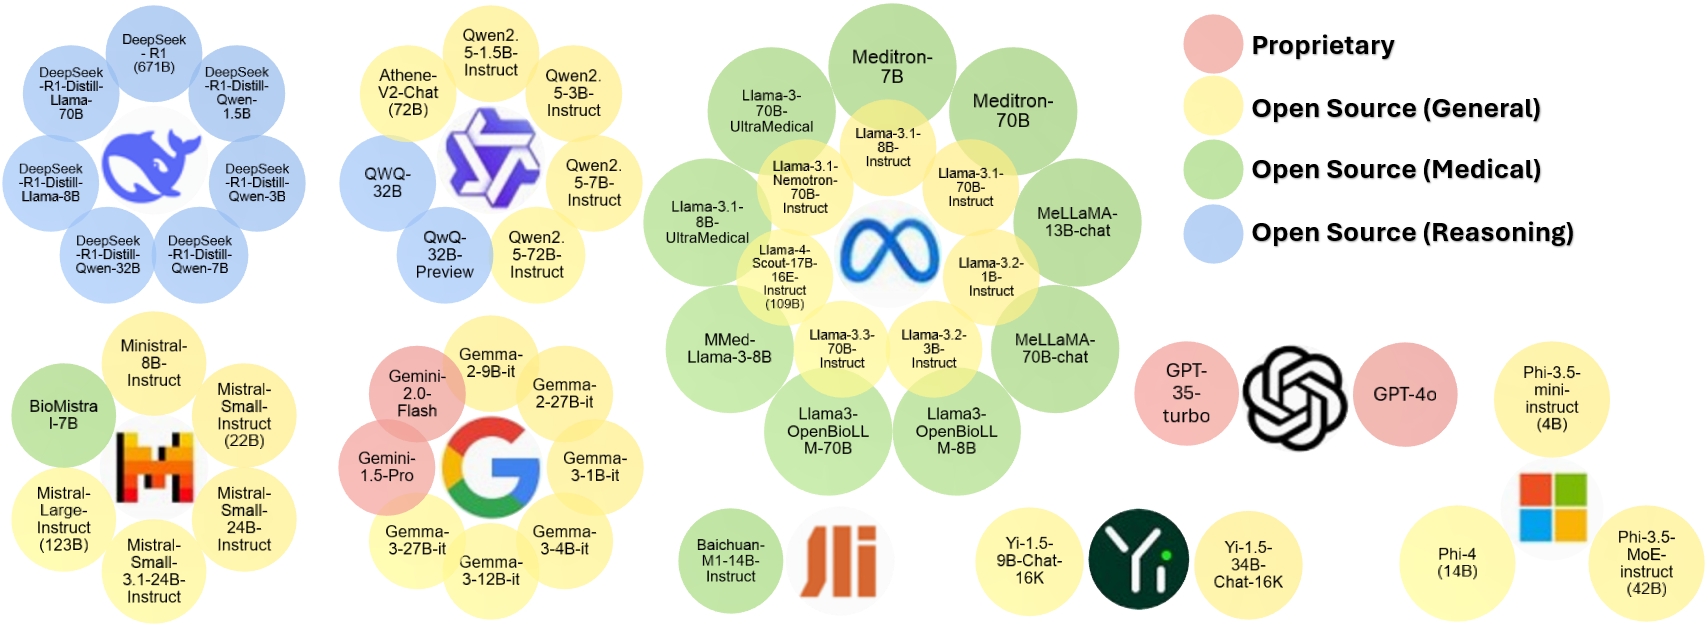 DeepSeek
- R1
(671B)
DeepSeek
-R1-Distill-
Llama-
70B
DeepSeek
-R1-Distill-
Qwen-
1.5B
DeepSeek
-R1-Distill-
Llama-8B
DeepSeek
-R1-Distill-
Qwen-3B
DeepSeek
-R1-Distill-
Qwen-32B
DeepSeek
-R1-Distill-
Qwen-7B
Qwen2.
5-1.5B-
Instruct
Athene-
V2-Chat
(72B)
Qwen2.
5-3B-
Instruct
QWQ-
32B
Qwen2.
5-7B-
Instruct
QwQ-
32B-
Preview
Qwen2.
5-72B-
Instruct
Meditron-
7B
Llama-3-
70B-
UltraMedical
Meditron-
70B
Llama-3.1-
8B-
Instruct
Llama-3.1-
Nemotron-
70B-
Instruct
Llama-3.1-
70B-
Instruct
Llama-3.1-
8B-
UltraMedical
MeLLaMA-
13B-chat
Llama-4-
Scout-17B-
16E-
Instruct
(109B)
Llama-3.2-
1B-
Instruct
MMed-
Llama-3-8B
Llama-3.3-
70B-
Instruct
Llama-3.2-
3B-
Instruct
MeLLaMA-
70B-chat
Llama3-
OpenBioLL
M-70B
Llama3-
OpenBioLL
M-8B
Proprietary
Open Source (General)
Open Source (Medical)
Open Source (Reasoning)
Ministral-
8B-
Instruct
BioMistra
l-7B
Mistral-
Small-
Instruct
(22B)
Mistral-
Large-
Instruct
(123B)
Mistral-
Small-
24B-
Instruct
Mistral-
Small-
3.1-24B-
Instruct
Gemma-
2-9B-it
Gemini-
2.0-
Flash
Gemma-
2-27B-it
Gemini-
1.5-Pro
Gemma-
3-1B-it
Gemma-
3-27B-it
Gemma-
3-4B-it
Gemma-
3-12B-it
GPT-
35-
turbo
GPT-4o
Phi-3.5-
mini-
instruct
(4B)
Baichuan-
M1-14B-
Instruct
Yi-1.5-
9B-Chat-
16K
Yi
Yi-1.5-
34B-
Chat-16K
Phi-4
(14B)
Phi-3.5-
MoE-
instruct
(42B)